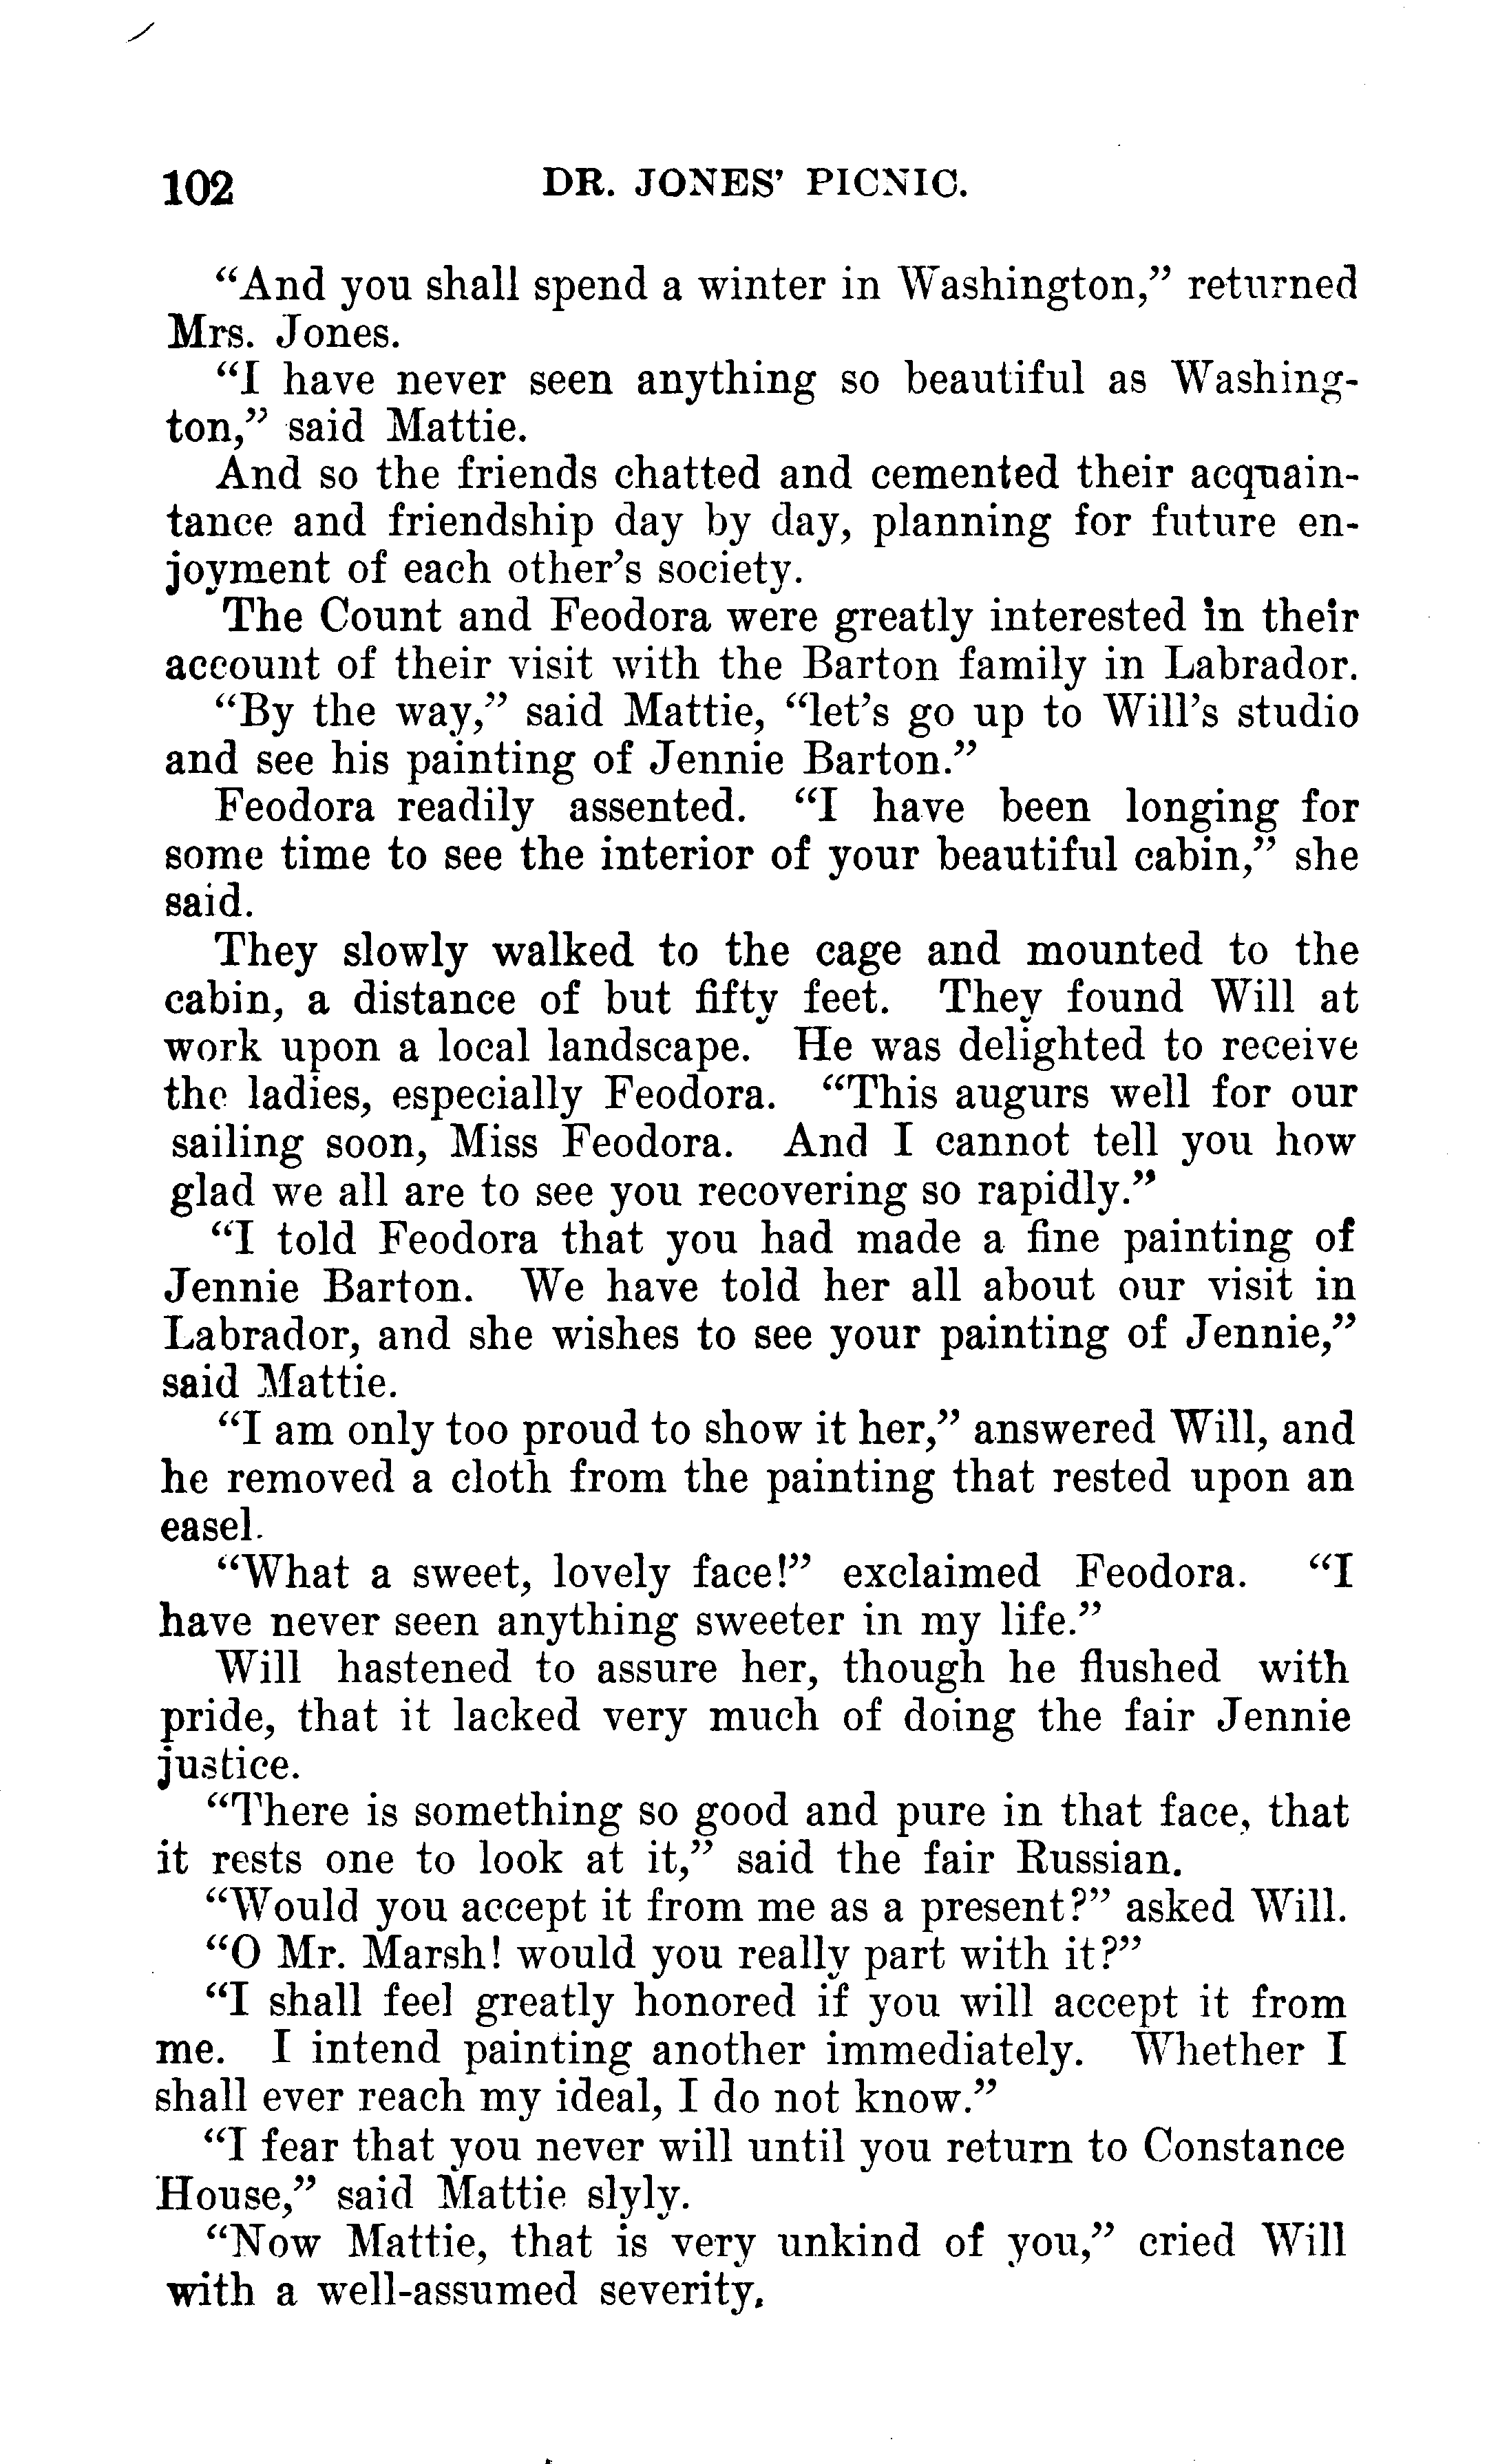 102 DR. JONES' PICNIC.
“And you shall spend a winter in Washington,” returned
Mrs. Jones.
“I have never seen anything so beautiful as Washing-
ton,” said Mattie.
And so the friends chatted and cemented their acquain-
tance and friendship day by day, planning for future en-
joyment of each other’s society.
The Count and Feodora were greatly interested in their
account of their visit with the Barton family in Labrador.
“By the way,” said Mattie, “let’s go up to Will’s studio
and see his painting of Jennie Barton.”
Feodora readily assented. “I have been longing for
some time to see the interior of your beautiful cabin,” she
said.
They slowly walked to the cage and mounted to the
cabin, a distance of but fifty feet. They found Will at
work upon a local landscape. He was delighted to receive
the ladies, especially Feodora. “This augurs well for our
sailing soon, Miss Feodora. And I cannot tell you how
glad we all are to see you recovering so rapidly.”
“I told Feodora that you had made a fine painting of
Jennie Barton. We have told her all about our visit in
Labrador, and she wishes to see your painting of Jennie,”
said Mattie.
“I am only too proud to show it her,” answered Will, and
he removed a cloth from the painting that rested upon an
easel.
“What a sweet, lovely face!” exclaimed Feodora. “I
have never seen anything sweeter in my life.”
Will hastened to assure her, though he flushed with
pride, that it lacked very much of doing the fair Jennie
justice.
“There is something so good and pure in that face, that
it rests one to look at it,” said the fair Russian.
“Would you accept it from me as a present?” asked Will.
“O Mr. Marsh! would you really part with it?”
“I shall feel greatly honored if you will accept it from
me. I intend painting another immediately. Whether I
shall ever reach my ideal, I do not know.”
“I fear that you never will until you return to Constance
House,” said Mattie slyly.
“Now Mattie, that is very unkind of you,” cried Will
with a well-assumed severity.